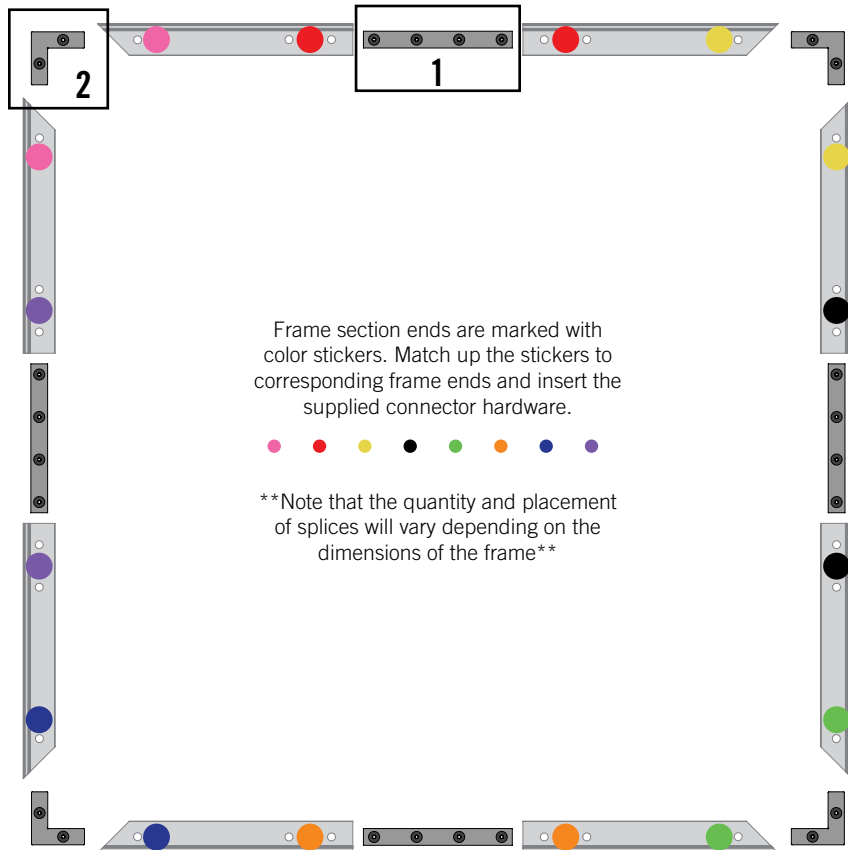 2
1
Frame section ends are marked with
color stickers. Match up the stickers to
corresponding frame ends and insert the
supplied connector hardware.
**Note that the quantity and placement
of splices will vary depending on the
dimensions of the frame**